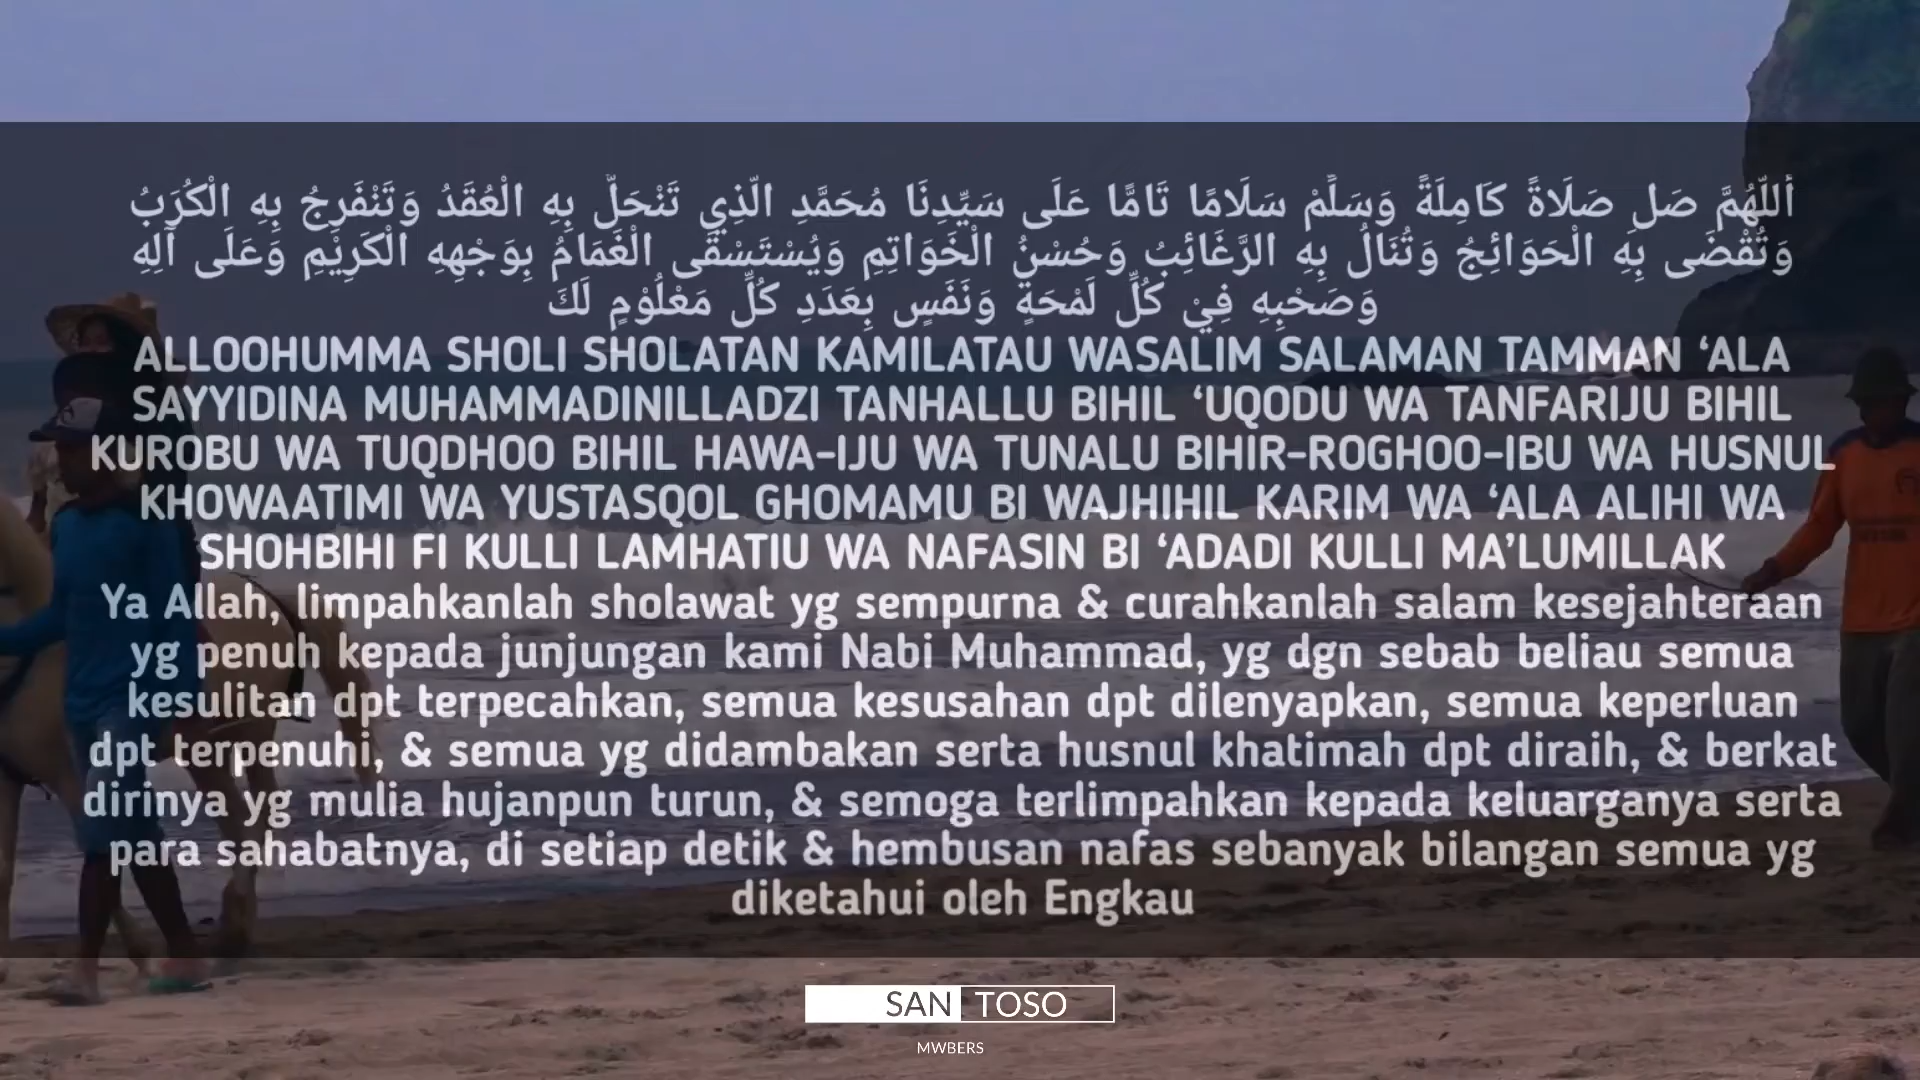 أَللّهُمَّ صَل صَلَاةً كَامِلَةً وَسَلِّمْ سَلَامًا تَامًّا عَلَى سَيِّدِنَا مُحَمَّدِ الّذِي تَنْحَلّ بِهِ الْعُقَدُ وَتَنْفَرِجُ بِهِ الْكُرَبُ
وَتُقْضَى بِهِ الْحَوَائِجُ وَتُنَالُ بِهِ الرَّغَائِبُ وَحُسْنُ الْخَوَاتِمِ وَيُسْتَسْقَى الْغَمَامُ بِوَجْهِهِ الْكَرِيْمِ وَعَلَى آلِهِ
وَصَحْبِهِ فِيْ كُلِّ لَمْحَةٍ وَنَفَسٍ بِعَدَدِ كُلِّ مَعْلُوْمٍ لَكَ
ALLOOHUMMA SHOLI SHOLATAN KAMILATAU WASALIM SALAMAN TAMMAN ‘ALA
SAYYIDINA MUHAMMADINILLADZI TANHALLU BIHIL ‘UQODU WA TANFARIJU BIHIL
KUROBU WA TUQDHOO BIHIL HAWA-IJU WA TUNALU BIHIR-ROGHOO-IBU WA HUSNUL
KHOWAATIMI WA YUSTASQOL GHOMAMU BI WAJHIHIL KARIM WA ‘ALA ALIHI WA
SHOHBIHI FI KULLI LAMHATIU WA NAFASIN BI ‘ADADI KULLI MA’LUMILLAK
Ya Allah, limpahkanlah sholawat yg sempurna & curahkanlah salam kesejahteraan
yg penuh kepada junjungan kami Nabi Muhammad, yg dgn sebab beliau semua
kesulitan dpt terpecahkan, semua kesusahan dpt dilenyapkan, semua keperluan
dpt terpenuhi, & semua yg didambakan serta husnul khatimah dpt diraih, & berkat
dirinya yg mulia hujanpun turun, & semoga terlimpahkan kepada keluarganya serta
para sahabatnya, di setiap detik & hembusan nafas sebanyak bilangan semua yg
diketahui oleh Engkau
SAN TOSO
MWBERS